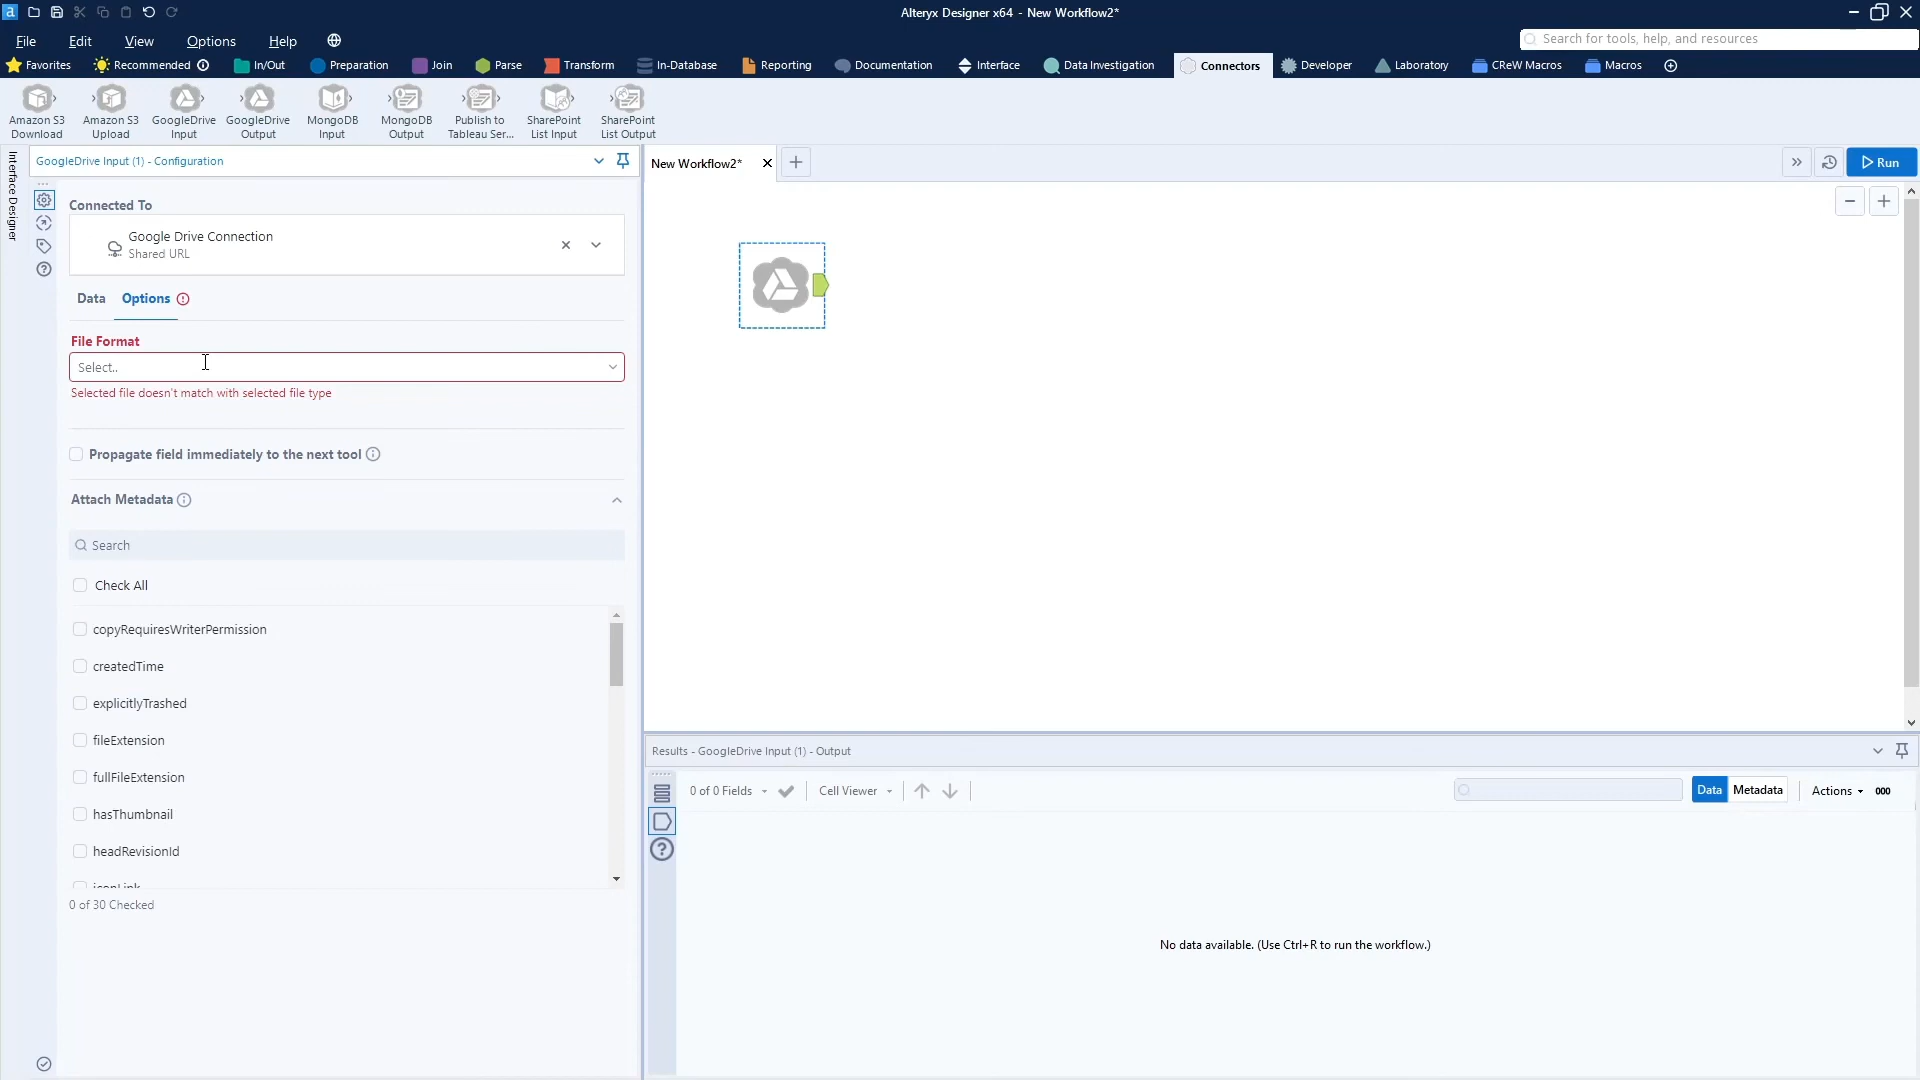 a
Alteryx Designer x64 - New Workflow2*
File Edit View Options Help
Search for tools, help, and resources
Favorites Recommended In/Out Preparation Join Parse Transform In-Database Reporting Documentation Interface Data Investigation Connectors Developer Laboratory CReW Macros Macros
Amazon S3
Download
Amazon S3
Upload
GoogleDrive
Input
GoogleDrive
Output
MongoDB
Input
MongoDB
Output
Publish to
Tableau Ser...
SharePoint
List Input
SharePoint
List Output
Interface Designer
GoogleDrive Input (1) - Configuration
New Workflow2*
Run
Connected To
Google Drive Connection
Shared URL
Data Options
File Format
Select..
Selected file doesn't match with selected file type
Propagate field immediately to the next tool
Attach Metadata
Search
Check All
copyRequiresWriterPermission
createdTime
explicitlyTrashed
fileExtension
fullFileExtension
hasThumbnail
headRevisionId
iconLink
0 of 30 Checked
Results - GoogleDrive Input (1) - Output
0 of 0 Fields Cell Viewer Data Metadata Actions 000
No data available. (Use Ctrl+R to run the workflow.)